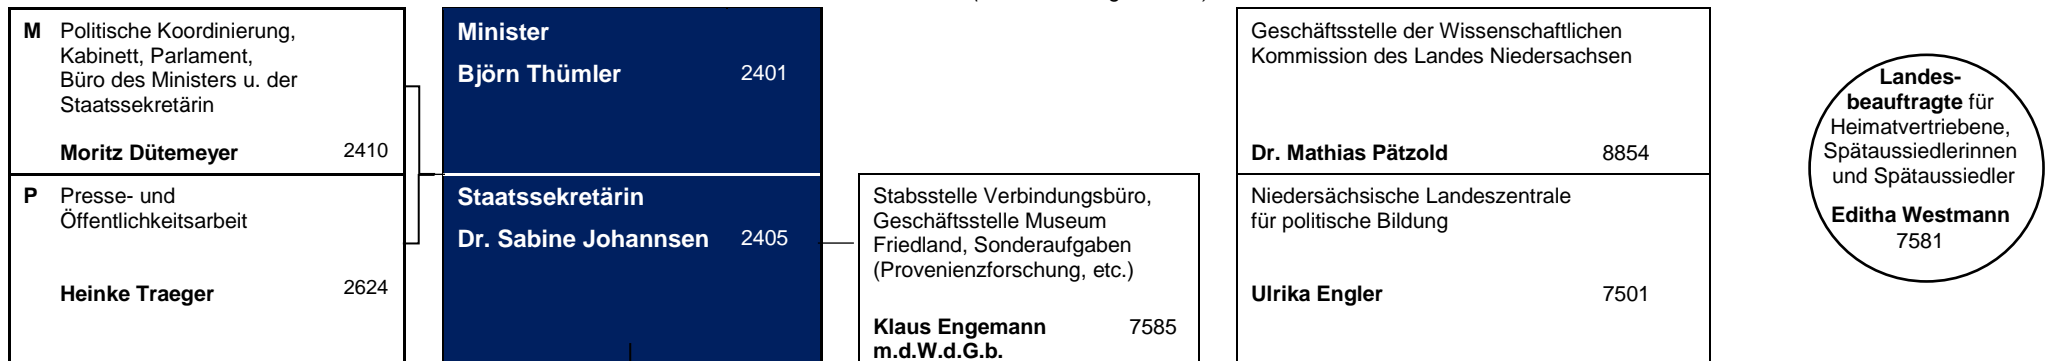 M Politische Koordinierung,
Kabinett, Parlament,
Büro des Ministers u. der
Staatssekretärin
Moritz Dütemeyer 2410
P Presse- und
Öffentlichkeitsarbeit
Heinke Traeger 2624
Minister
Björn Thümler 2401
Staatssekretärin
Dr. Sabine Johannsen 2405
Stabsstelle Verbindungsbüro,
Geschäftsstelle Museum
Friedland, Sonderaufgaben
(Provenienzforschung, etc.)
Klaus Engemann 7585
m.d.W.d.G.b.
Geschäftsstelle der Wissenschaftlichen
Kommission des Landes Niedersachsen
Dr. Mathias Pätzold 8854
Niedersächsische Landeszentrale
für politische Bildung
Ulrika Engler 7501
Landes-
beauftragte für
Heimatvertriebene,
Spätaussiedlerinnen
und Spätaussiedler
Editha Westmann
7581